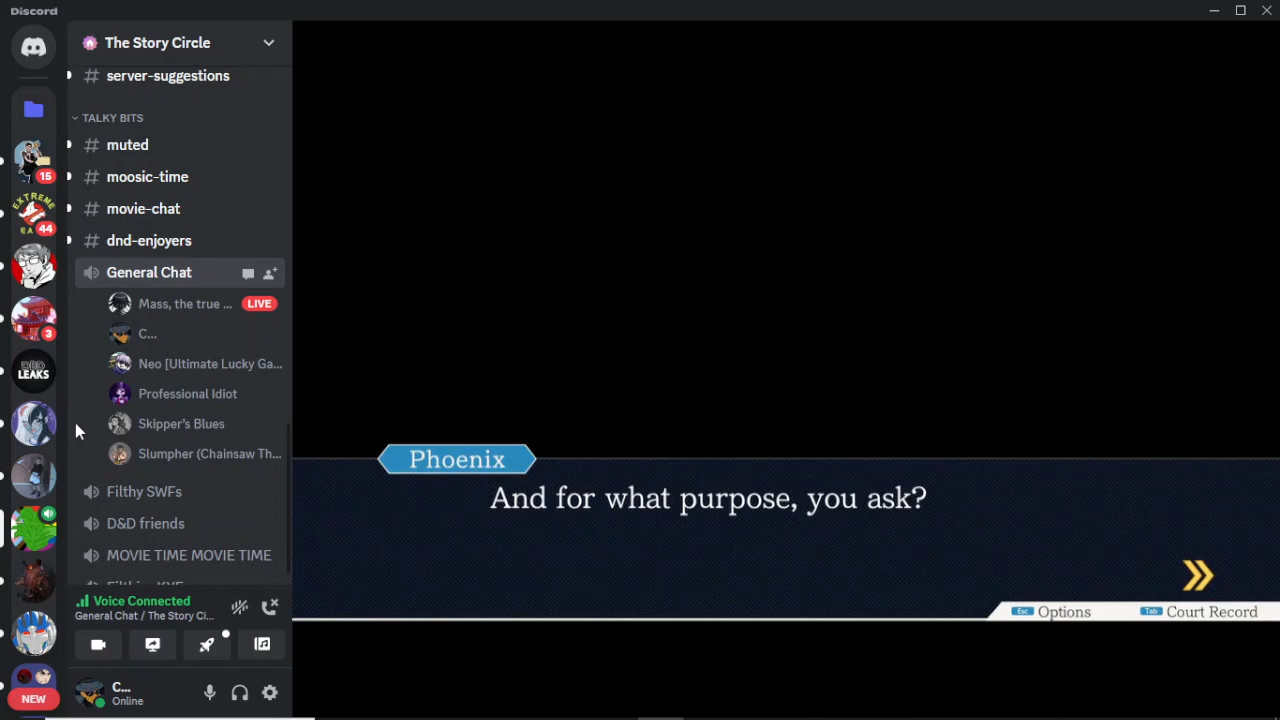 Discord
The Story Circle
server-suggestions
TALKY BITS
muted
moosic-time
movie-chat
dnd-enjoyers
General Chat
Mass, the true ...
LIVE
C...
Neo [Ultimate Lucky Ga...
Professional Idiot
Skipper's Blues
Slumpher (Chainsaw Th...
Filthy SWFs
D&D friends
MOVIE TIME MOVIE TIME
Voice Connected
General Chat / The Story Ci...
C...
Online
15
EXTREME
44
3
DBD
LEAKS
NEW
Phoenix
And for what purpose, you ask?
Esc Options
Tab Court Record